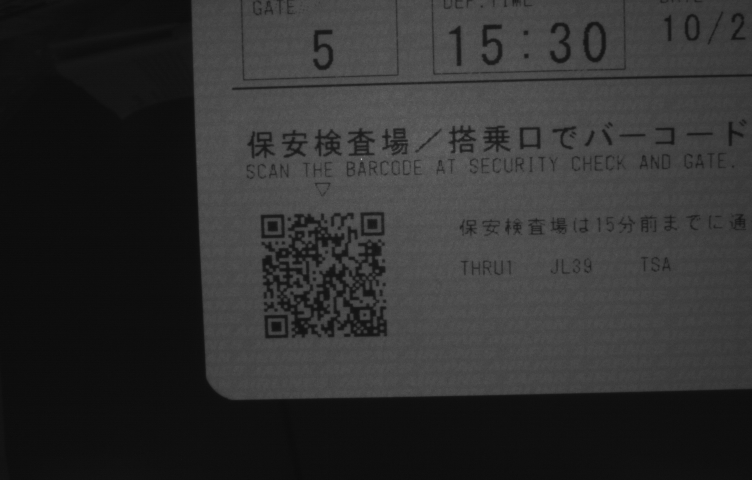 GATE DEP.TIME DATE
5 15:30 10/2
保安検査場／搭乗口でバーコード
SCAN THE BARCODE AT SECURITY CHECK AND GATE.
保安検査場は15分前までに通
THRU1 JL39 TSA